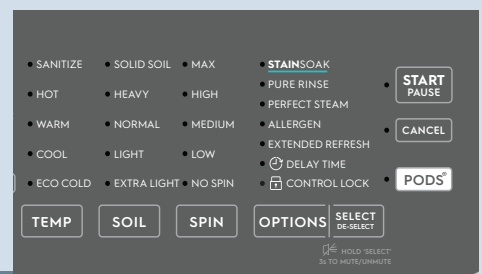 SANITIZE
HOT
WARM
COOL
ECO COLD
TEMP
SOLID SOIL
HEAVY
NORMAL
LIGHT
EXTRA LIGHT
SOIL
MAX
HIGH
MEDIUM
LOW
NO SPIN
SPIN
STAINSOAK
PURE RINSE
PERFECT STEAM
ALLERGEN
EXTENDED REFRESH
DELAY TIME
CONTROL LOCK
OPTIONS
SELECT
DE-SELECT
HOLD 'SELECT'
3s TO MUTE/UNMUTE
START
PAUSE
CANCEL
PODS®